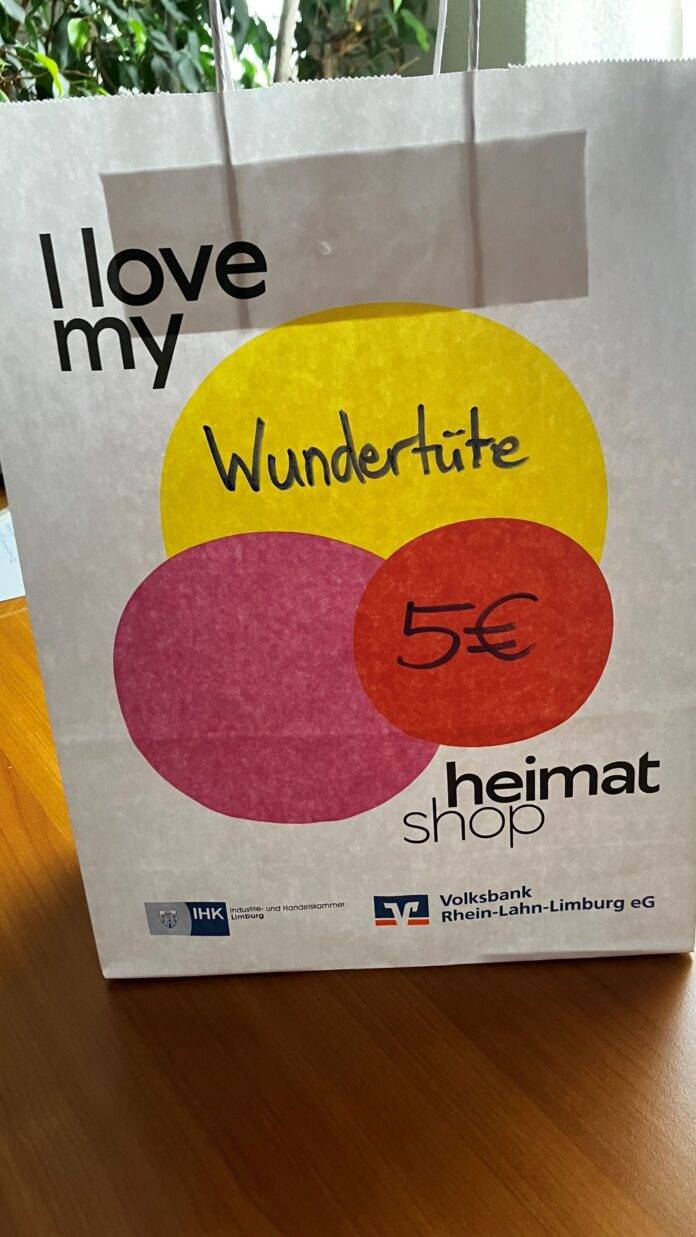 I love
my
Wundertüte
5€
heimat
shop
IHK Industrie- und Handelskammer
Limburg
Volksbank
Rhein-Lahn-Limburg eG